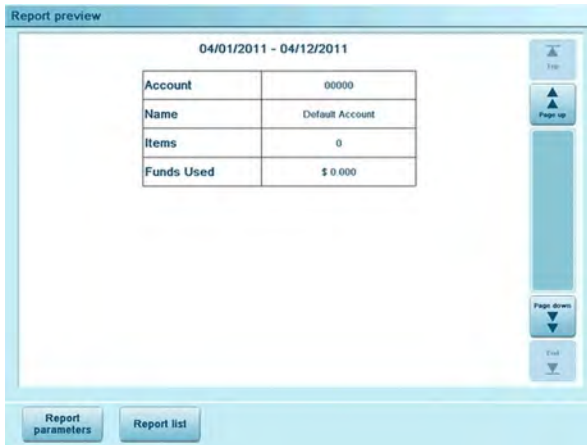 Report preview
04/01/2011 - 04/12/2011
Account 00000
Name Default Account
Items 0
Funds Used $ 0.000
Top
Page up
Page down
End
Report parameters
Report list